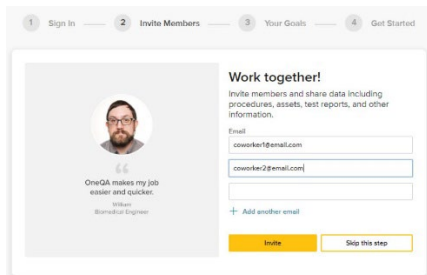 1 Sign In 2 Invite Members 3 Your Goals 4 Get Started
Work together!
Invite members and share data including
procedures, assets, test reports, and other
information.
Email
coworker1@email.com
coworker2@email.com
+ Add another email
Invite Skip this step
“
OneQA makes my job
easier and quicker.
William
Biomedical Engineer